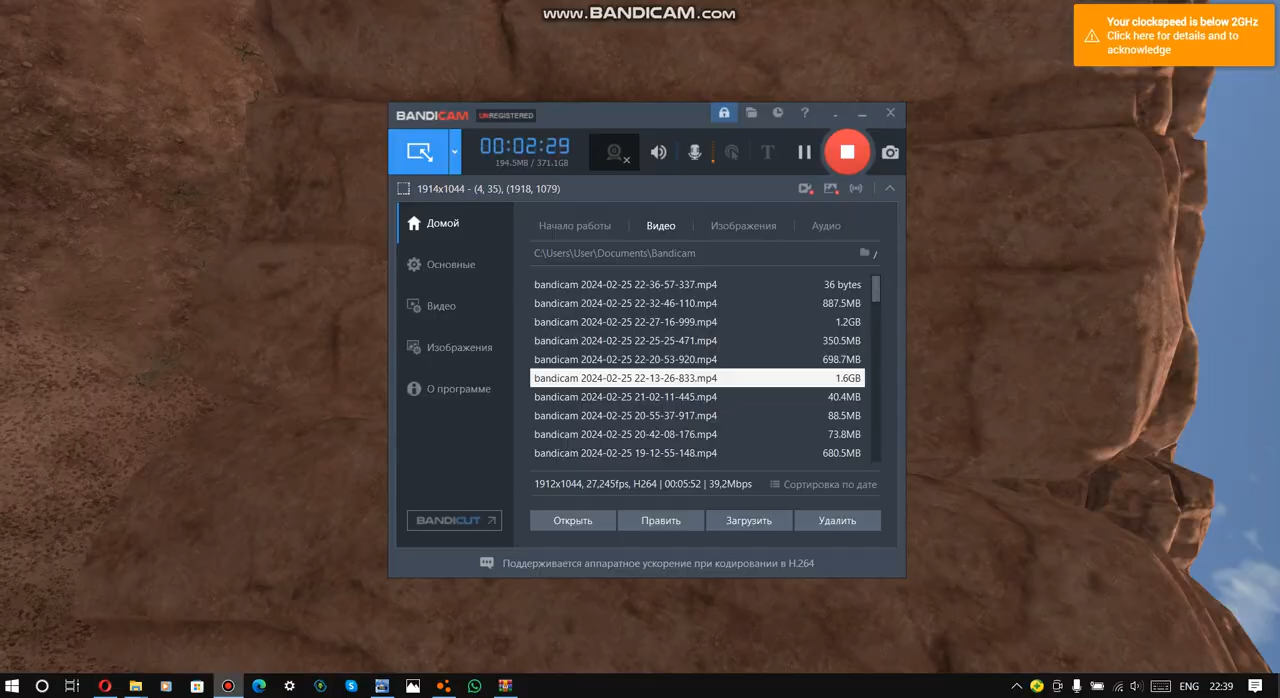 www.BANDICAM.com
Your clockspeed is below 2GHz
Click here for details and to
acknowledge
BANDICAM UNREGISTERED
?
00:02:29
194.5MB / 371.1GB
T
1914x1044 - (4, 35), (1918, 1079)
Домой
Основные
Видео
Изображения
О программе
BANDICUT
Начало работы
Видео
Изображения
Аудио
C:\Users\User\Documents\Bandicam
bandicam 2024-02-25 22-36-57-337.mp4 36 bytes
bandicam 2024-02-25 22-32-46-110.mp4 887.5MB
bandicam 2024-02-25 22-27-16-999.mp4 1.2GB
bandicam 2024-02-25 22-25-25-471.mp4 350.5MB
bandicam 2024-02-25 22-20-53-920.mp4 698.7MB
bandicam 2024-02-25 22-13-26-833.mp4 1.6GB
bandicam 2024-02-25 21-02-11-445.mp4 40.4MB
bandicam 2024-02-25 20-55-37-917.mp4 88.5MB
bandicam 2024-02-25 20-42-08-176.mp4 73.8MB
bandicam 2024-02-25 19-12-55-148.mp4 680.5MB
1912x1044, 27,245fps, H264 | 00:05:52 | 39,2Mbps
Сортировка по дате
Открыть
Править
Загрузить
Удалить
Поддерживается аппаратное ускорение при кодировании в H.264
ENG
22:39